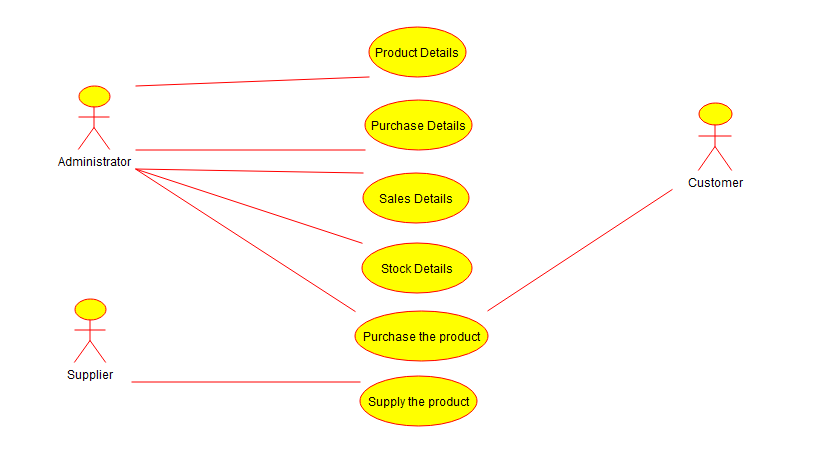 Product Details
Purchase Details
Administrator
Customer
Sales Details
Stock Details
Purchase the product
Supplier
Supply the product